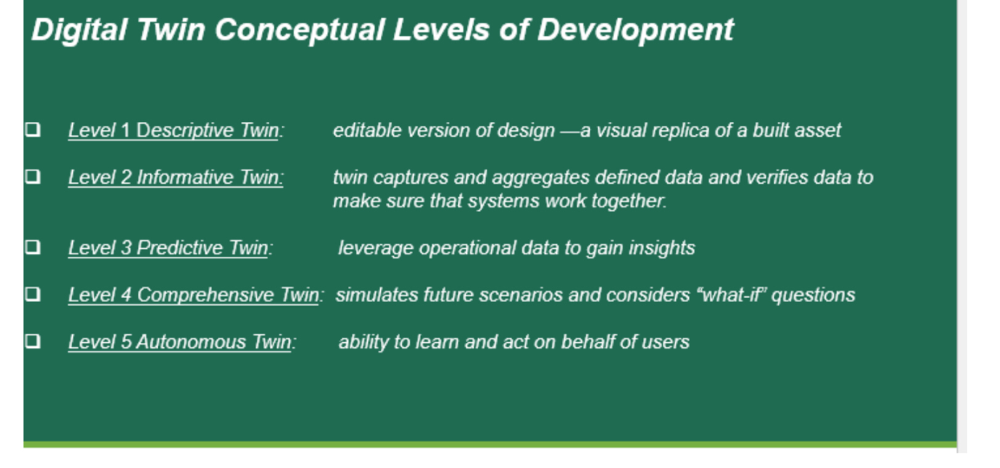 Digital Twin Conceptual Levels of Development
❑ Level 1 Descriptive Twin: editable version of design —a visual replica of a built asset
❑ Level 2 Informative Twin: twin captures and aggregates defined data and verifies data to
make sure that systems work together.
❑ Level 3 Predictive Twin: leverage operational data to gain insights
❑ Level 4 Comprehensive Twin: simulates future scenarios and considers “what-if” questions
❑ Level 5 Autonomous Twin: ability to learn and act on behalf of users